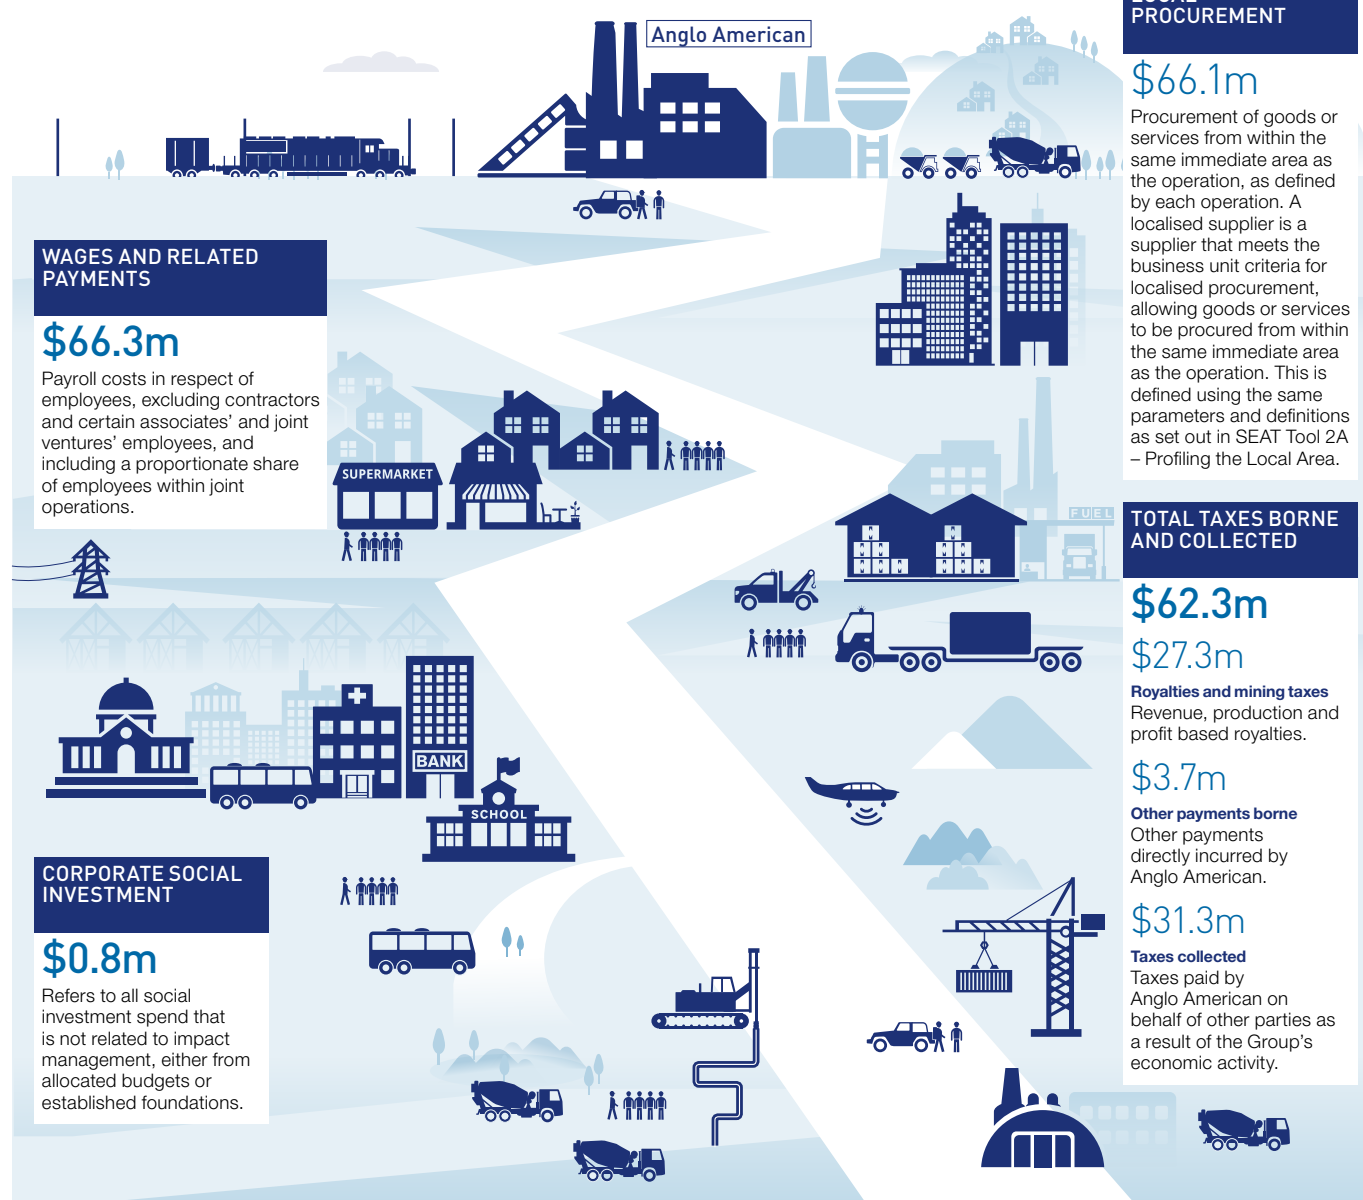 Anglo American
LOCAL
PROCUREMENT
$66.1m
Procurement of goods or
services from within the
same immediate area as
the operation, as defined
by each operation. A
localised supplier is a
supplier that meets the
business unit criteria for
localised procurement,
allowing goods or services
to be procured from within
the same immediate area
as the operation. This is
defined using the same
parameters and definitions
as set out in SEAT Tool 2A
– Profiling the Local Area.
WAGES AND RELATED
PAYMENTS
$66.3m
Payroll costs in respect of
employees, excluding contractors
and certain associates’ and joint
ventures’ employees, and
including a proportionate share
of employees within joint
operations.
SUPERMARKET
FUEL
TOTAL TAXES BORNE
AND COLLECTED
$62.3m
$27.3m
Royalties and mining taxes
Revenue, production and
profit based royalties.
$3.7m
Other payments borne
Other payments
directly incurred by
Anglo American.
$31.3m
Taxes collected
Taxes paid by
Anglo American on
behalf of other parties as
a result of the Group’s
economic activity.
BANK
SCHOOL
CORPORATE SOCIAL
INVESTMENT
$0.8m
Refers to all social
investment spend that
is not related to impact
management, either from
allocated budgets or
established foundations.